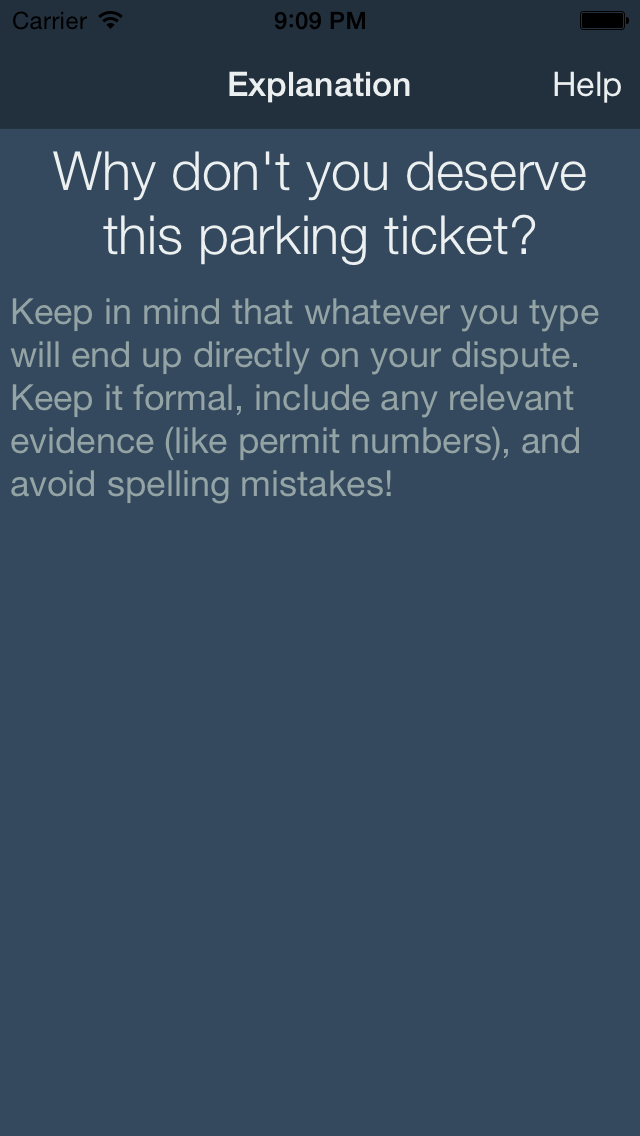 Carrier 9:09 PM
Explanation Help
Why don't you deserve
this parking ticket?
Keep in mind that whatever you type
will end up directly on your dispute.
Keep it formal, include any relevant
evidence (like permit numbers), and
avoid spelling mistakes!